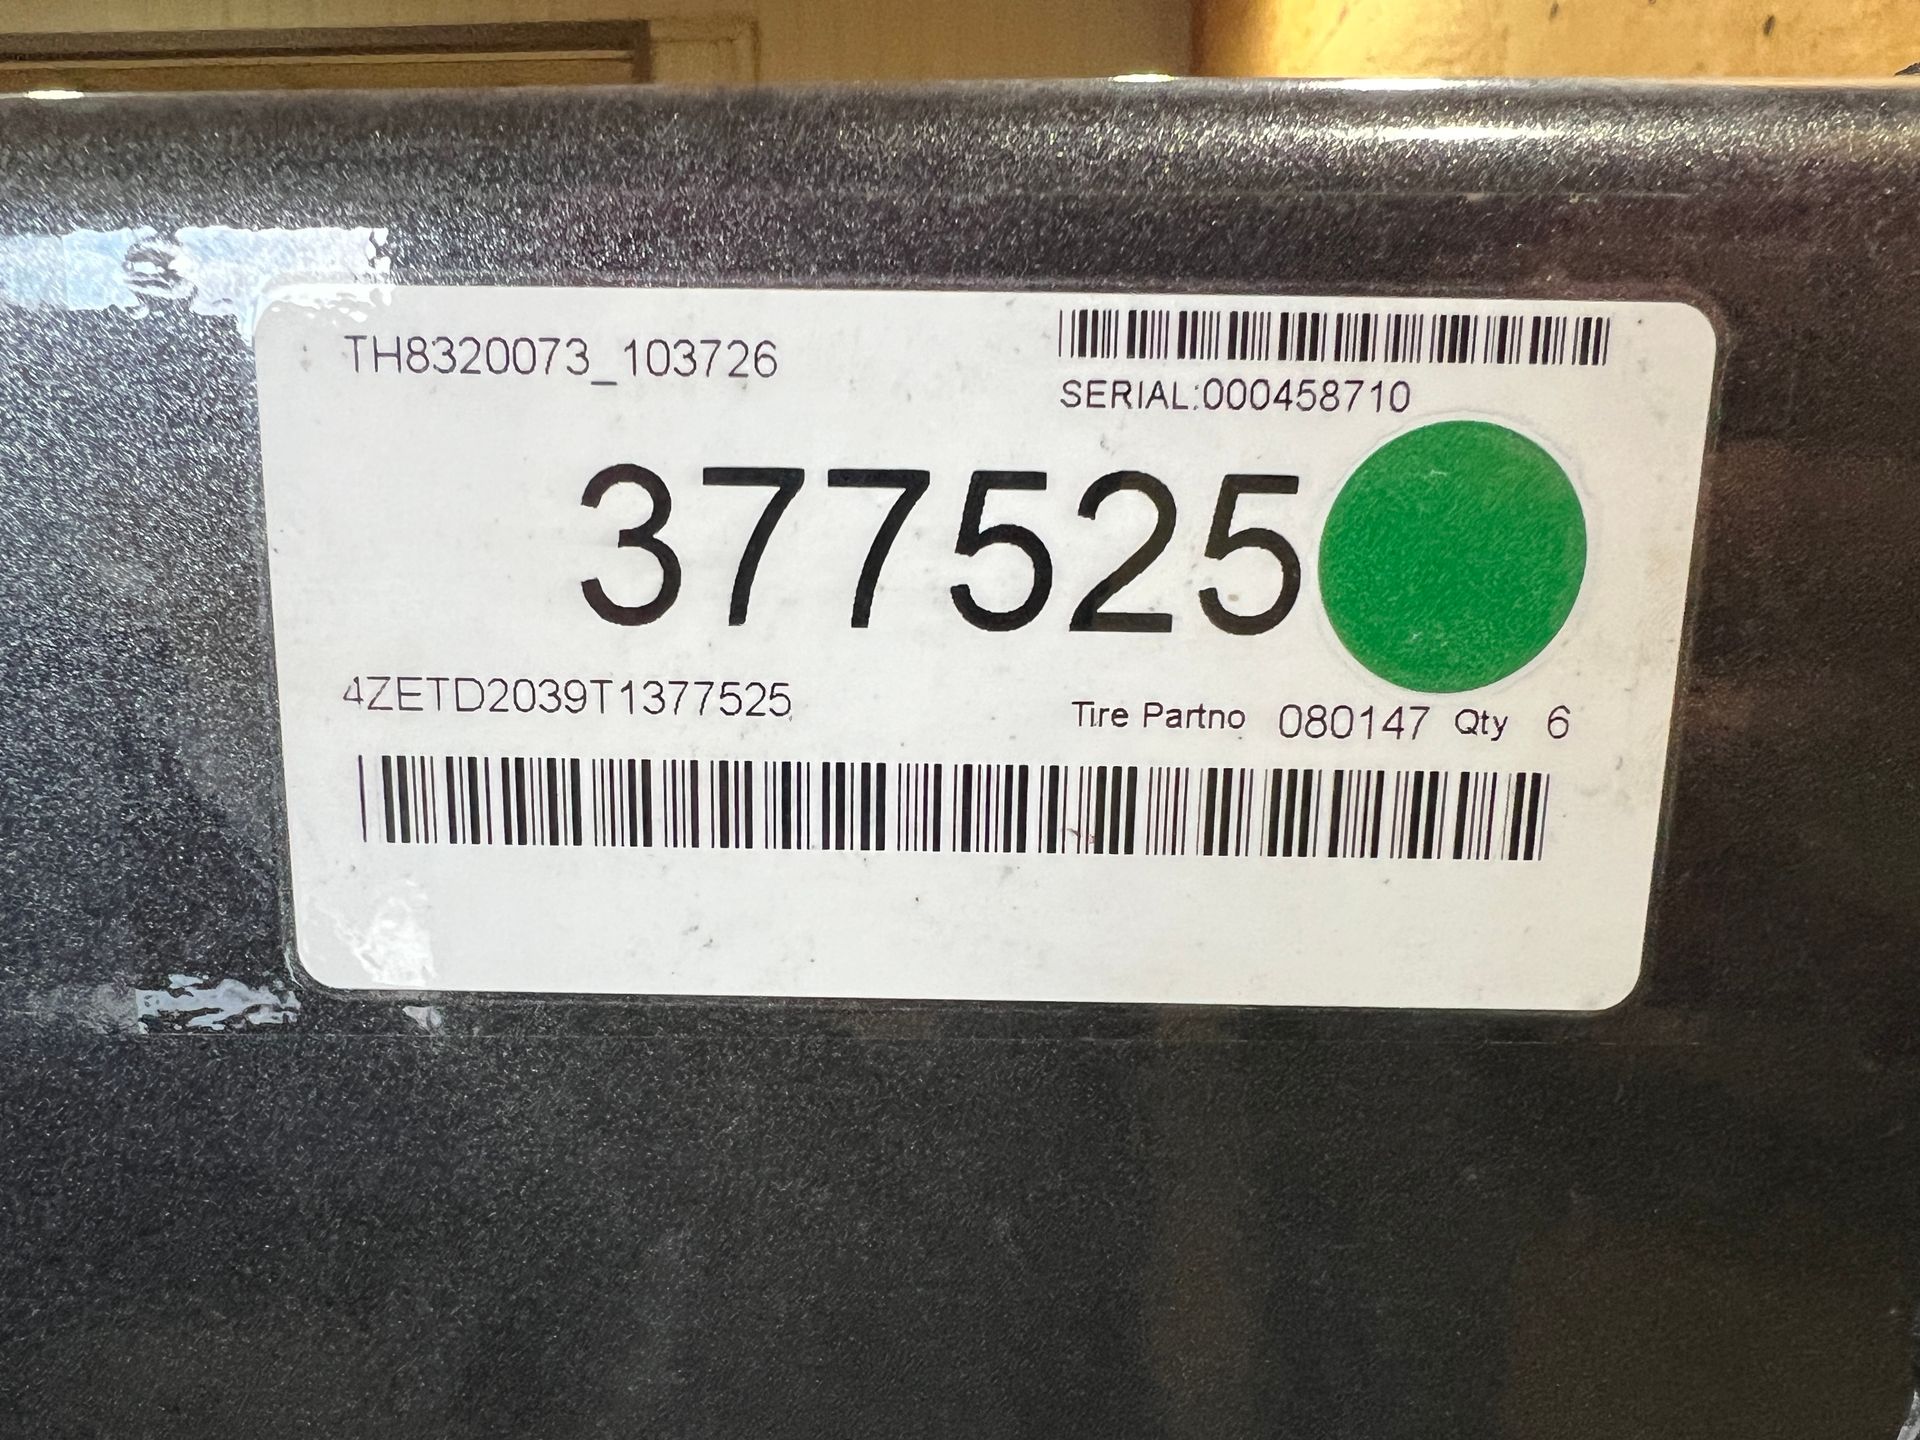 TH8320073_103726
SERIAL:000458710
377525
4ZETD2039T1377525
Tire Partno 080147 Qty 6